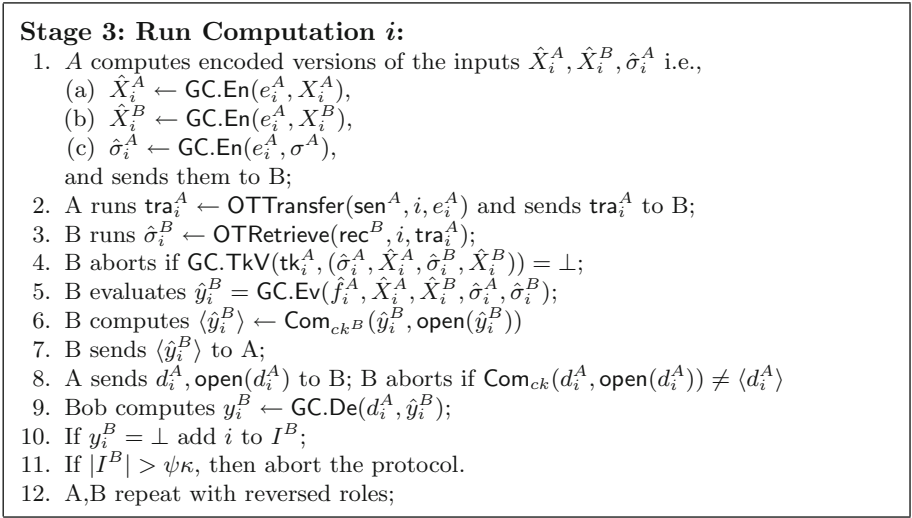 Stage 3: Run Computation i:
1. A computes encoded versions of the inputs X̂_i^A, X̂_i^B, σ̂_i^A i.e.,
(a) X̂_i^A ← GC.En(e_i^A, X_i^A),
(b) X̂_i^B ← GC.En(e_i^A, X_i^B),
(c) σ̂_i^A ← GC.En(e_i^A, σ^A),
and sends them to B;
2. A runs tra_i^A ← OTTransfer(sen^A, i, e_i^A) and sends tra_i^A to B;
3. B runs σ̂_i^B ← OTRetrieve(rec^B, i, tra_i^A);
4. B aborts if GC.TkV(tk_i^A, (σ̂_i^A, X̂_i^A, σ̂_i^B, X̂_i^B)) = ⊥;
5. B evaluates ŷ_i^B = GC.Ev(f̂_i^A, X̂_i^A, X̂_i^B, σ̂_i^A, σ̂_i^B);
6. B computes ⟨ŷ_i^B⟩ ← Com_{ck^B}(ŷ_i^B, open(ŷ_i^B))
7. B sends ⟨ŷ_i^B⟩ to A;
8. A sends d_i^A, open(d_i^A) to B; B aborts if Com_{ck}(d_i^A, open(d_i^A)) ≠ ⟨d_i^A⟩
9. Bob computes y_i^B ← GC.De(d_i^A, ŷ_i^B);
10. If y_i^B = ⊥ add i to I^B;
11. If |I^B| > ψκ, then abort the protocol.
12. A,B repeat with reversed roles;